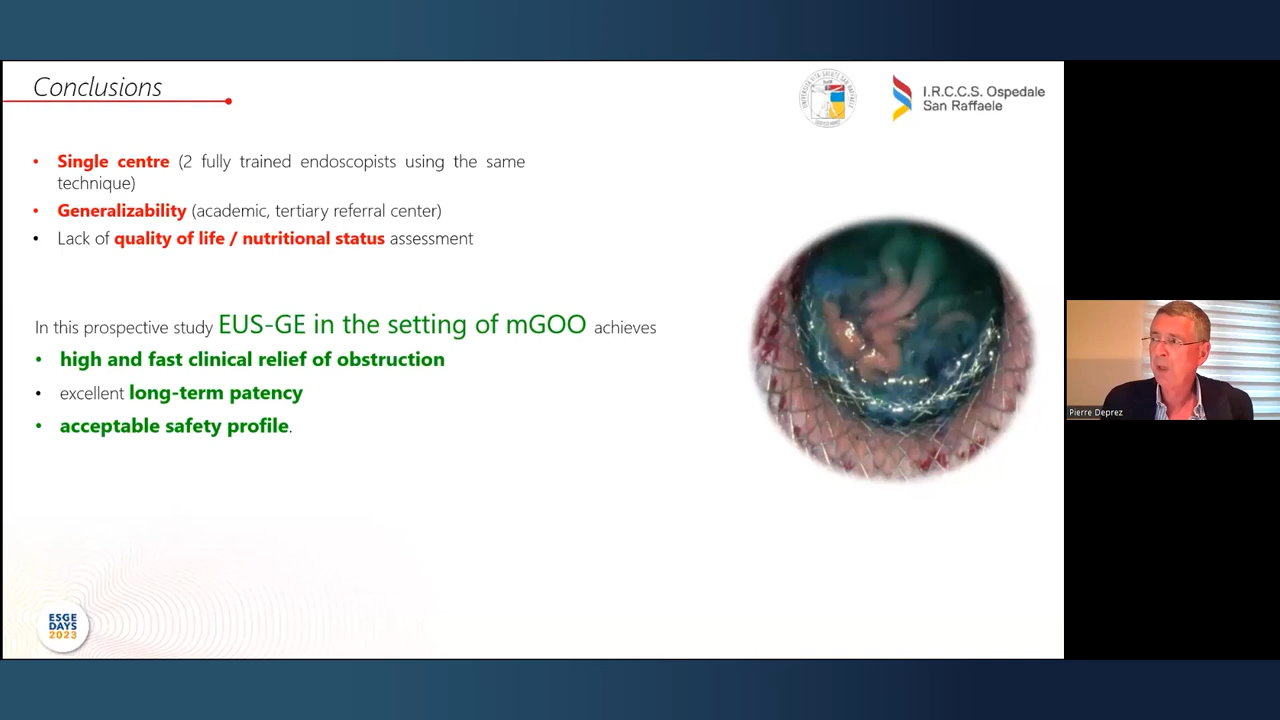 Conclusions
I.R.C.C.S. Ospedale
San Raffaele
• Single centre (2 fully trained endoscopists using the same
technique)
• Generalizability (academic, tertiary referral center)
• Lack of quality of life / nutritional status assessment
In this prospective study EUS-GE in the setting of mGOO achieves
• high and fast clinical relief of obstruction
• excellent long-term patency
• acceptable safety profile.
Pierre Deprez
ESGE
DAYS
2023